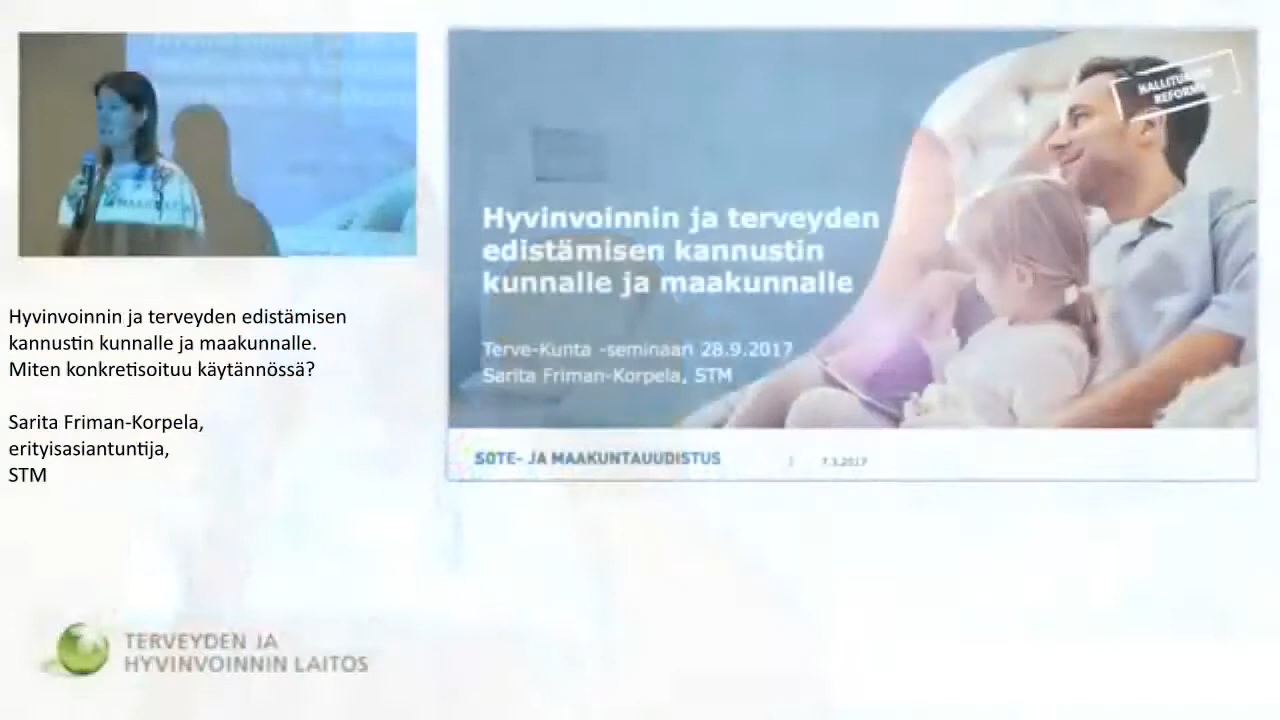 HALLITUKSEN
REFORMI
Hyvinvoinnin ja terveyden
edistämisen kannustin
kunnalle ja maakunnalle
Terve-Kunta -seminaari 28.9.2017
Sarita Friman-Korpela, STM
SOTE- JA MAAKUNTAUUDISTUS
7.3.2017
Hyvinvoinnin ja terveyden edistämisen
kannustin kunnalle ja maakunnalle.
Miten konkretisoituu käytännössä?
Sarita Friman-Korpela,
erityisasiantuntija,
STM
TERVEYDEN JA
HYVINVOINNIN LAITOS